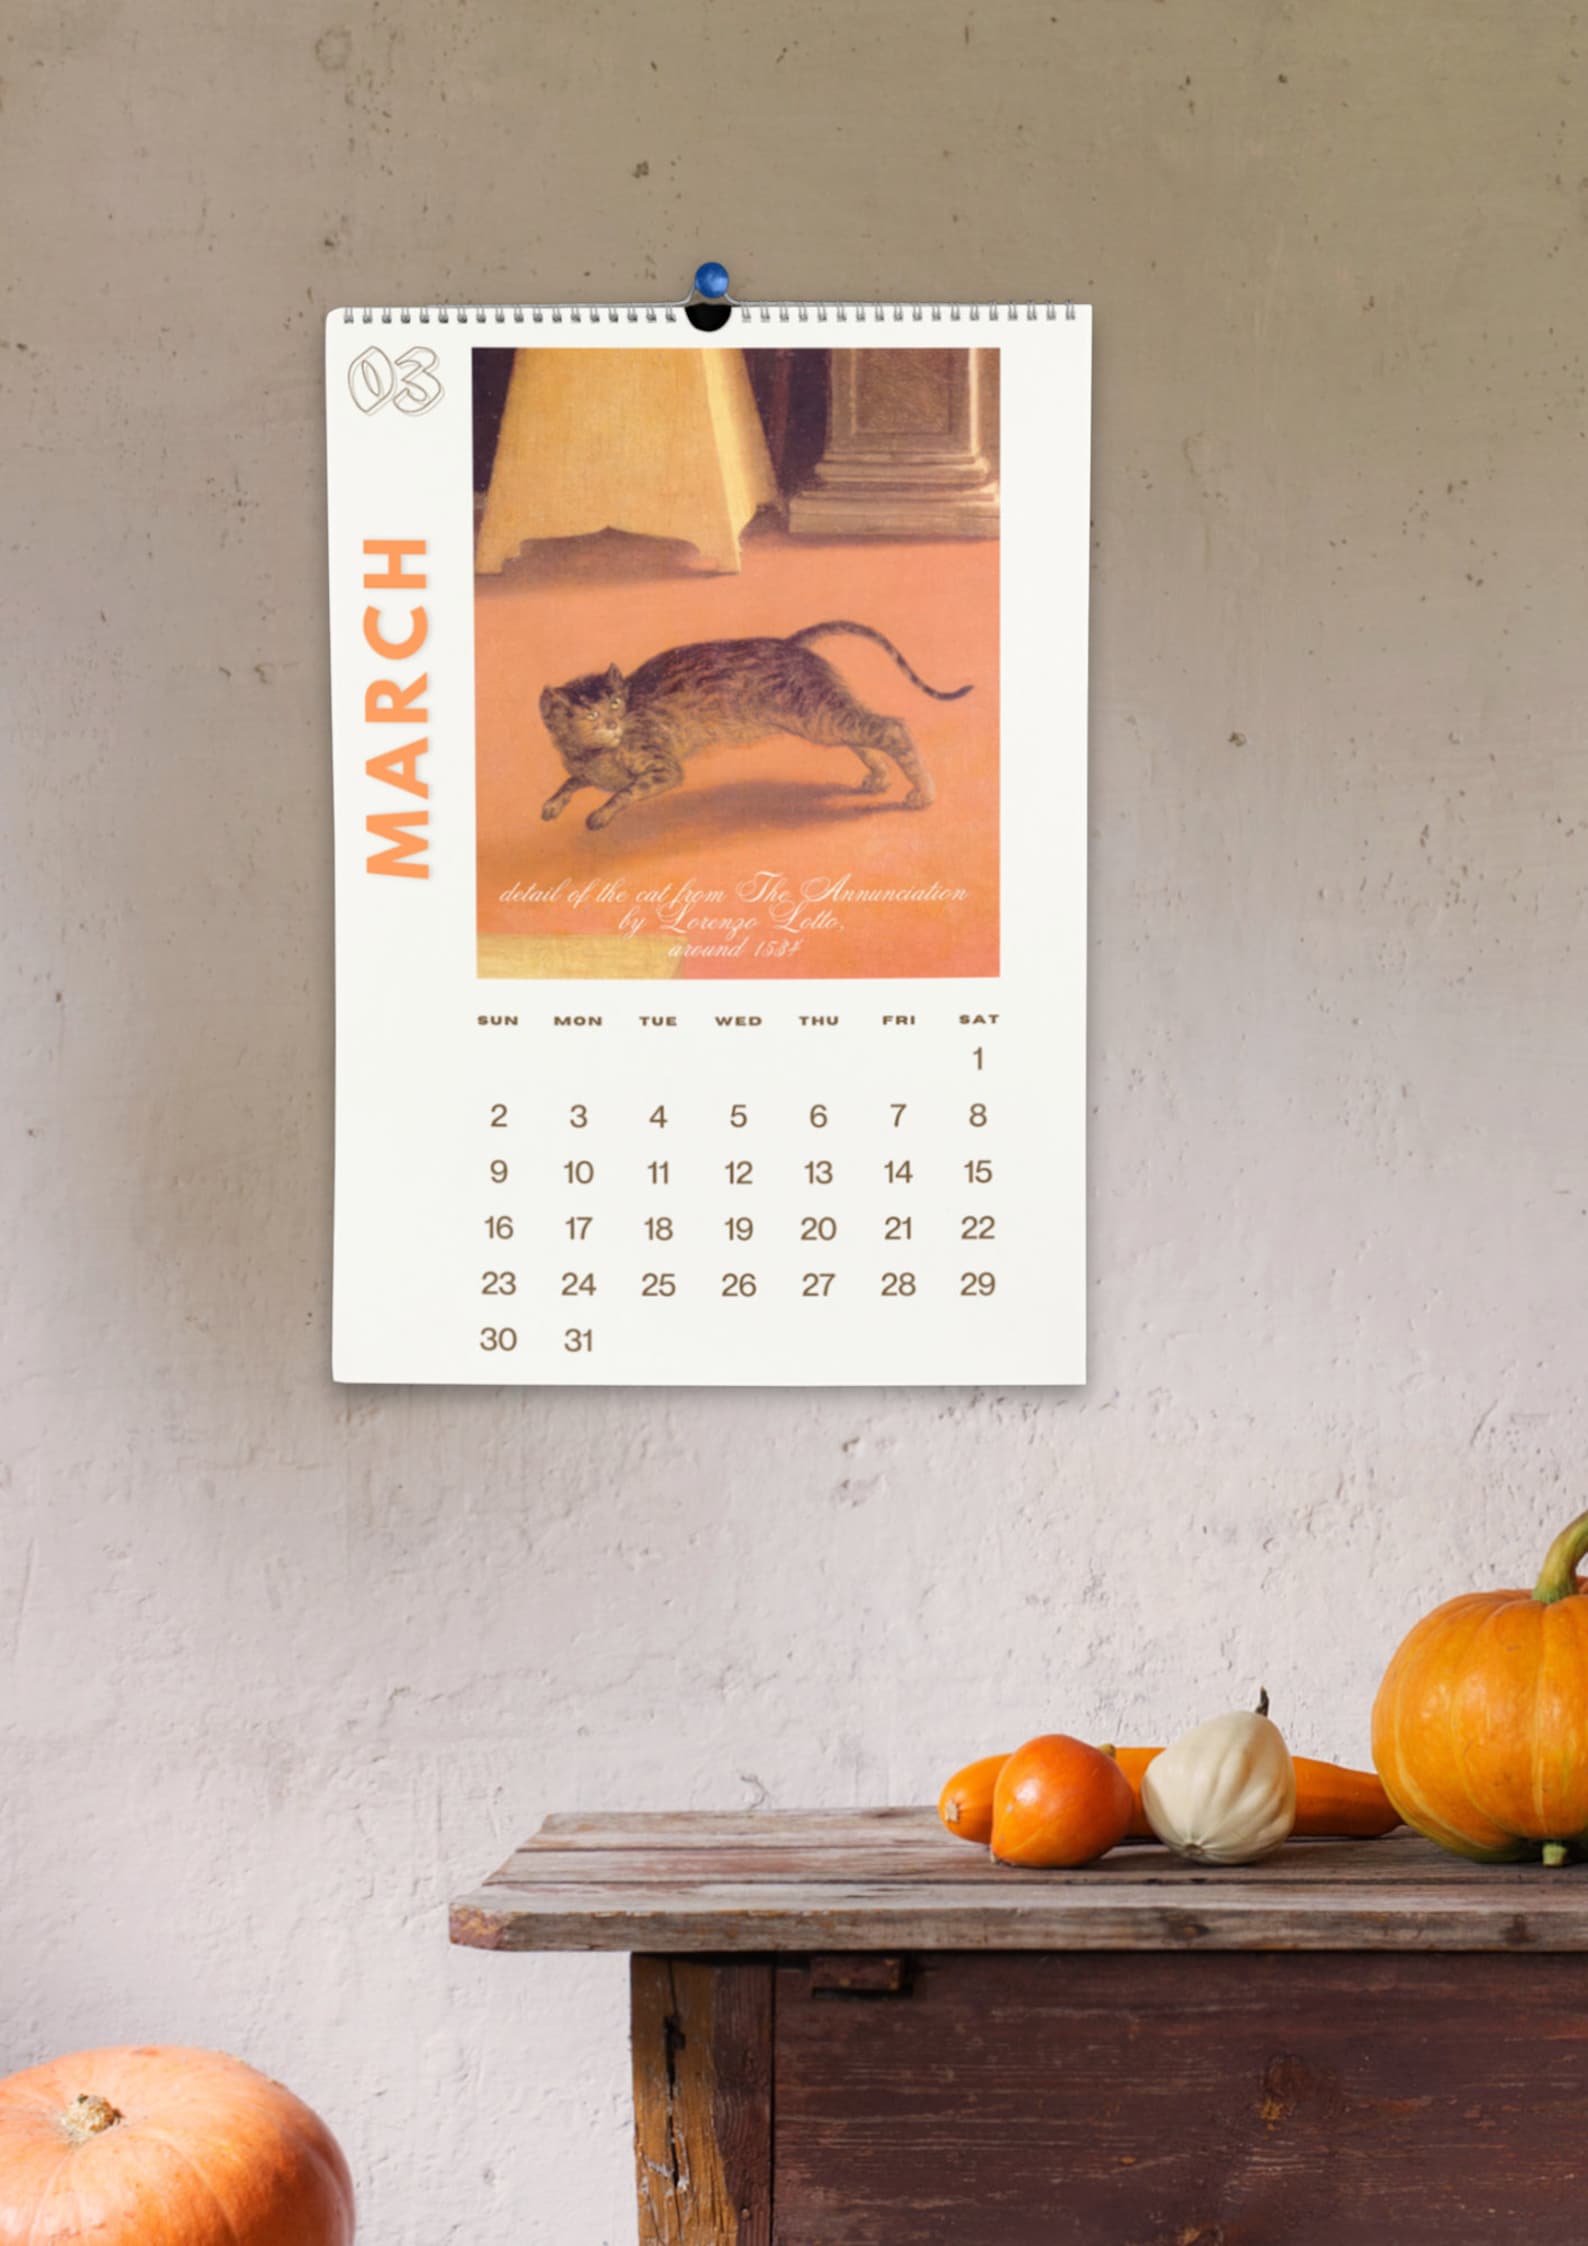 03
MARCH
detail of the cat from The Annunciation
by Lorenzo Lotto,
around 1534
SUN MON TUE WED THU FRI SAT
1
2 3 4 5 6 7 8
9 10 11 12 13 14 15
16 17 18 19 20 21 22
23 24 25 26 27 28 29
30 31